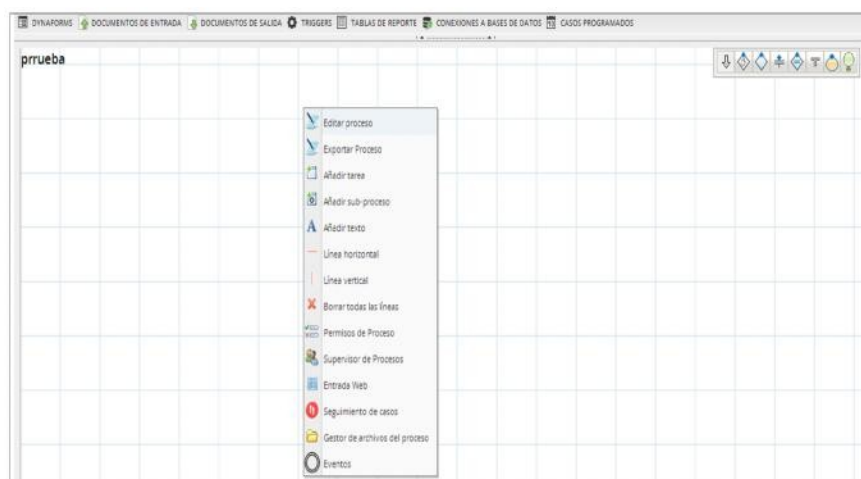 DYNAFORMS DOCUMENTOS DE ENTRADA DOCUMENTOS DE SALIDA TRIGGERS TABLAS DE REPORTE CONEXIONES A BASES DE DATOS CASOS PROGRAMADOS
prrueba
Editar proceso
Exportar Proceso
Añadir tarea
Añadir sub-proceso
Añadir texto
Línea horizontal
Línea vertical
Borrar todas las líneas
Permisos de Proceso
Supervisor de Procesos
Entrada Web
Seguimiento de casos
Gestor de archivos del proceso
Eventos